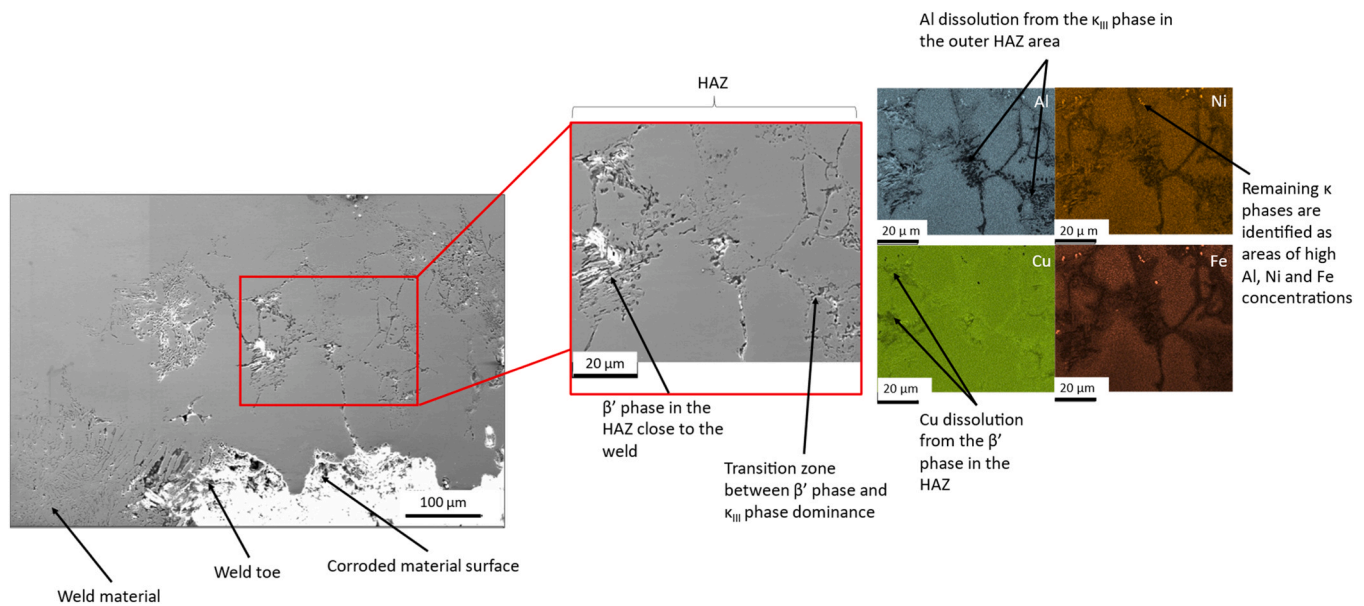 Al dissolution from the κIII phase in
the outer HAZ area
HAZ
Al
Ni
20 μm
20 μ m
Remaining κ
phases are
identified as
areas of high
Al, Ni and Fe
concentrations
Cu
Fe
20 μm
20 μm
20 μm
β’ phase in the
HAZ close to the
weld
Transition zone
between β’ phase and
κIII phase dominance
Cu dissolution
from the β’
phase in the
HAZ
100 μm
Weld toe
Corroded material surface
Weld material